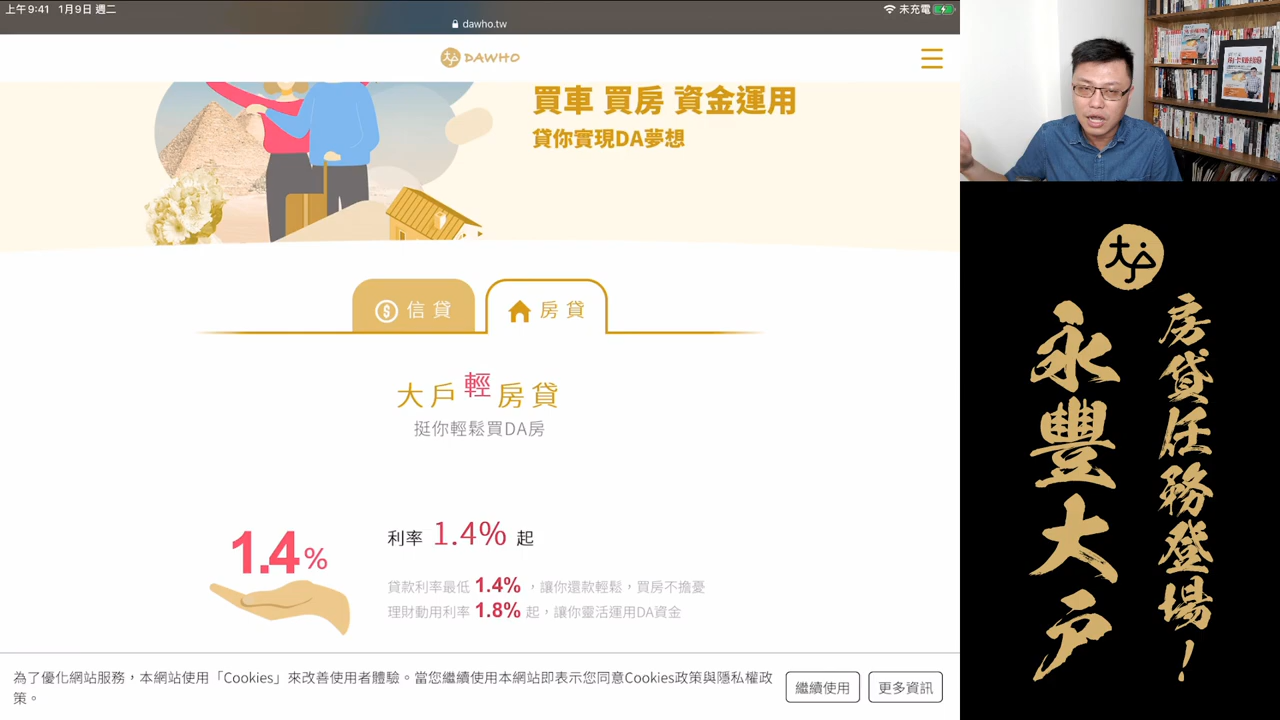 上午9:41 1月9日 週二
未充電
dawho.tw
大戶 DAWHO
買車 買房 資金運用
貸你實現DA夢想
信貸
房貸
大戶輕房貸
挺你輕鬆買DA房
1.4%
利率 1.4% 起
貸款利率最低 1.4% ，讓你還款輕鬆，買房不擔憂
理財動用利率 1.8% 起，讓你靈活運用DA資金
為了優化網站服務，本網站使用「Cookies」來改善使用者體驗。當您繼續使用本網站即表示您同意Cookies政策與隱私權政
策。
繼續使用
更多資訊
大戶
房貸任務登場！
永豐大戶